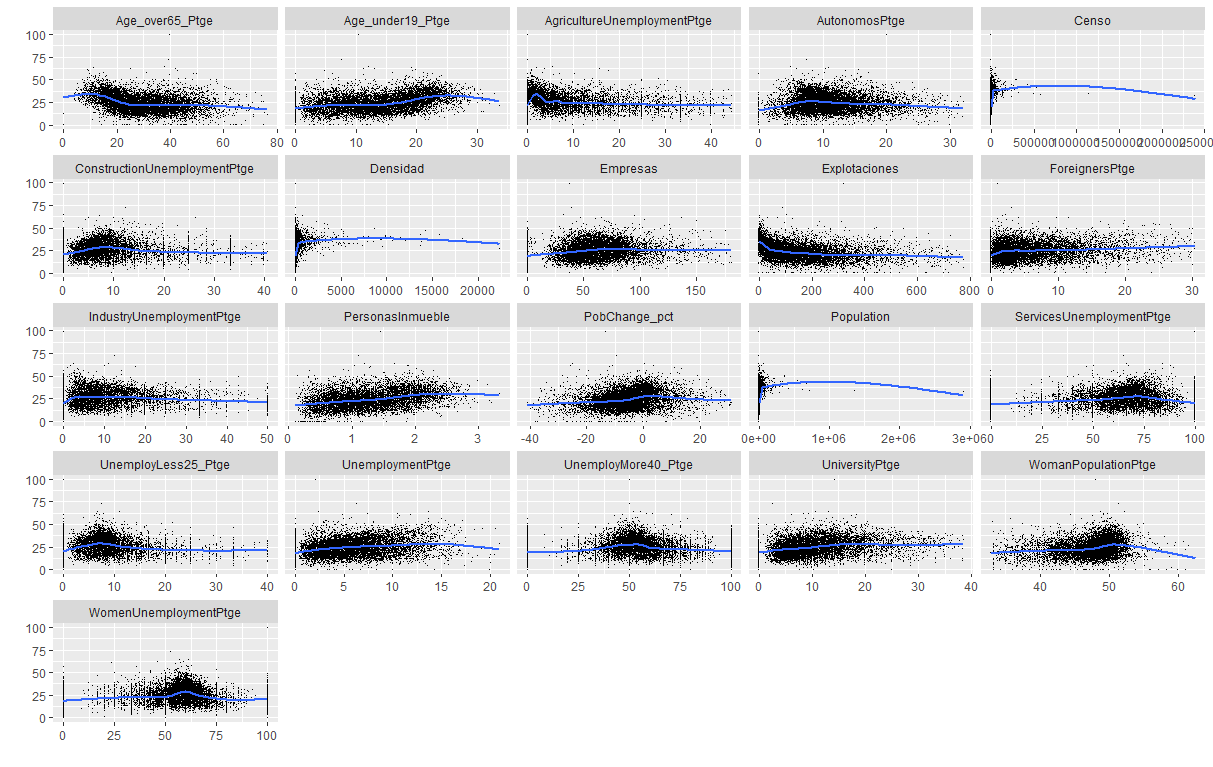 Age_over65_Ptge Age_under19_Ptge AgricultureUnemploymentPtge AutonomosPtge Censo
100
75
50
25
0
0 20 40 60 80 0 10 20 30 0 10 20 30 40 0 10 20 30 0 500000 1000000 1500000 2000000 25000
ConstructionUnemploymentPtge Densidad Empresas Explotaciones ForeignersPtge
100
75
50
25
0
0 10 20 30 40 0 5000 10000 15000 20000 0 50 100 150 0 200 400 600 800 0 10 20 30
IndustryUnemploymentPtge PersonasInmueble PobChange_pct Population ServicesUnemploymentPtge
100
75
50
25
0
0 10 20 30 40 50 0 1 2 3 -40 -20 0 20 0e+00 1e+06 2e+06 3e+06 0 25 50 75 100
UnemployLess25_Ptge UnemploymentPtge UnemployMore40_Ptge UniversityPtge WomanPopulationPtge
100
75
50
25
0
0 10 20 30 40 0 5 10 15 20 0 25 50 75 100 0 10 20 30 40 40 50 60
WomenUnemploymentPtge
100
75
50
25
0
0 25 50 75 100